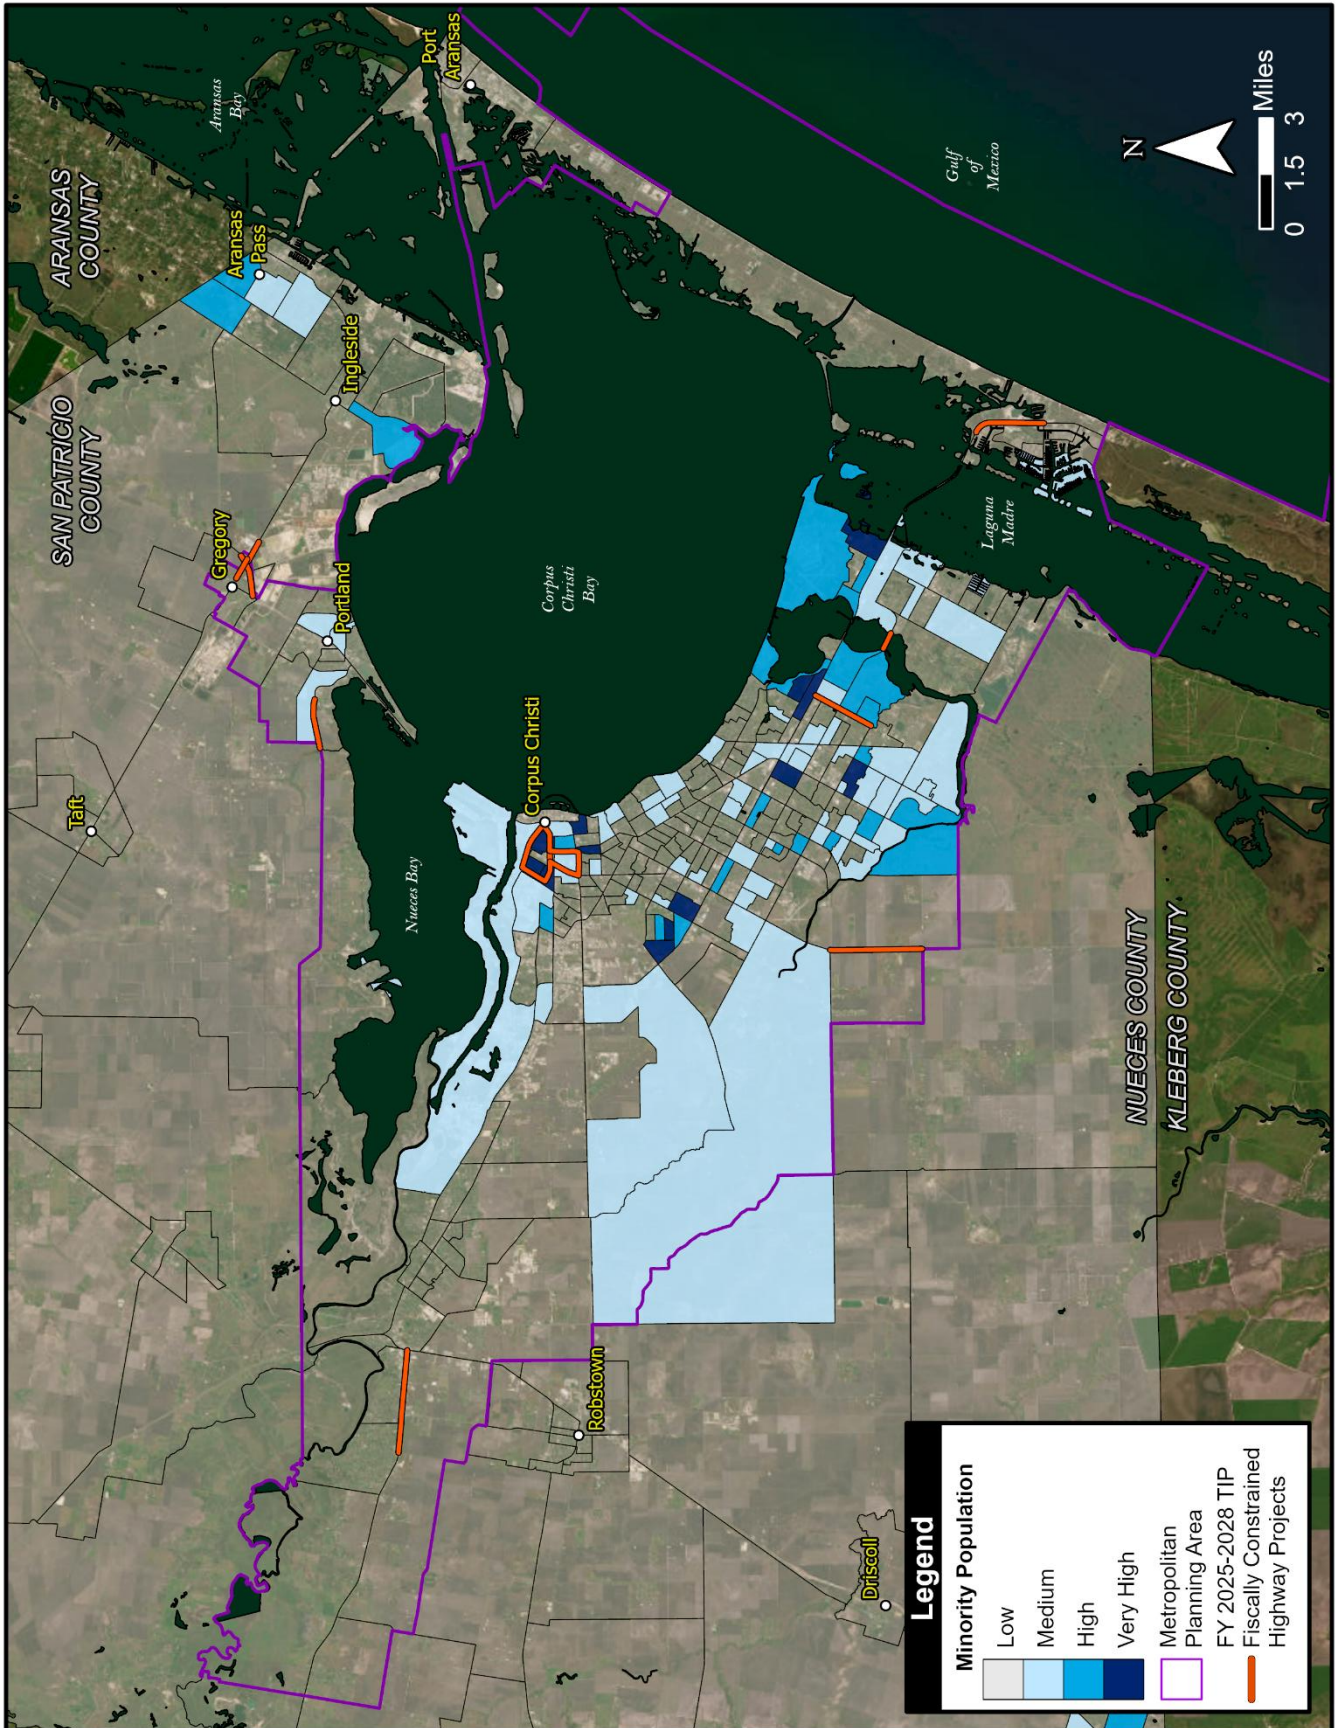 ARANSAS
COUNTY
SAN PATRICIO
COUNTY
Aransas
Bay
Port
Aransas
Aransas
Pass
Ingleside
Gregory
Portland
Taft
Corpus
Christi
Bay
Nueces Bay
Corpus Christi
Gulf
of
Mexico
Laguna
Madre
Robstown
Driscoll
NUECES COUNTY
KLEBERG COUNTY
N
0 1.5 3
Miles
Legend
Minority Population
Low
Medium
High
Very High
Metropolitan
Planning Area
FY 2025-2028 TIP
Fiscally Constrained
Highway Projects